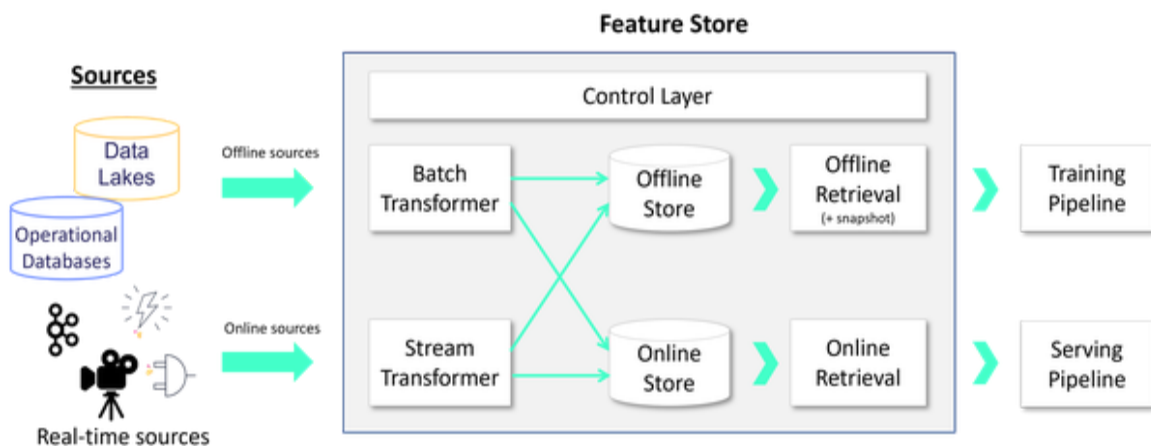 Feature Store
Sources
Control Layer
Data
Lakes
Offline sources
Batch
Transformer
Offline
Store
Offline
Retrieval
(+ snapshot)
Training
Pipeline
Operational
Databases
Online sources
Stream
Transformer
Online
Store
Online
Retrieval
Serving
Pipeline
Real-time sources